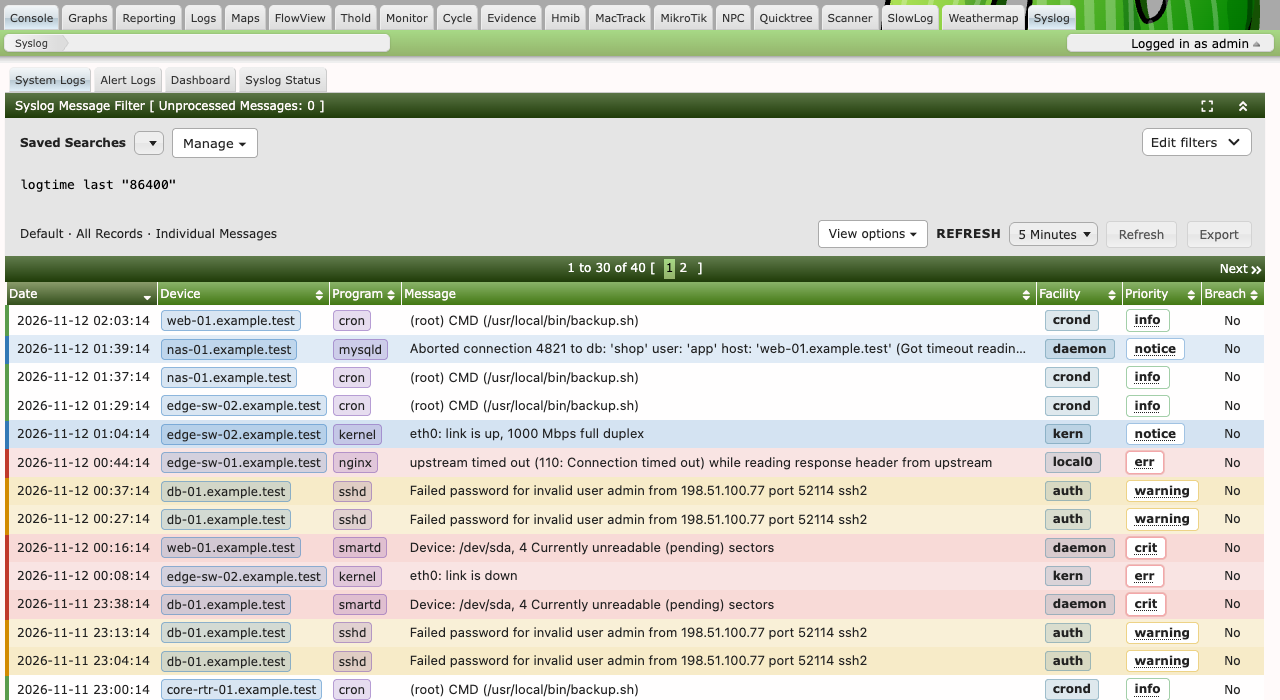 Console Graphs Reporting Logs Maps FlowView Thold Monitor Cycle Evidence Hmib MacTrack MikroTik NPC Quicktree Scanner SlowLog Weathermap Syslog
Syslog Logged in as admin
System Logs Alert Logs Dashboard Syslog Status
Syslog Message Filter [ Unprocessed Messages: 0 ]
Saved Searches Manage Edit filters
logtime last "86400"
Default · All Records · Individual Messages View options REFRESH 5 Minutes Refresh Export
1 to 30 of 40 [ 1 2 ] Next
Date Device Program Message Facility Priority Breach
2026-11-12 02:03:14 web-01.example.test cron (root) CMD (/usr/local/bin/backup.sh) crond info No
2026-11-12 01:39:14 nas-01.example.test mysqld Aborted connection 4821 to db: 'shop' user: 'app' host: 'web-01.example.test' (Got timeout readin... daemon notice No
2026-11-12 01:37:14 nas-01.example.test cron (root) CMD (/usr/local/bin/backup.sh) crond info No
2026-11-12 01:29:14 edge-sw-02.example.test cron (root) CMD (/usr/local/bin/backup.sh) crond info No
2026-11-12 01:04:14 edge-sw-02.example.test kernel eth0: link is up, 1000 Mbps full duplex kern notice No
2026-11-12 00:44:14 edge-sw-01.example.test nginx upstream timed out (110: Connection timed out) while reading response header from upstream local0 err No
2026-11-12 00:37:14 db-01.example.test sshd Failed password for invalid user admin from 198.51.100.77 port 52114 ssh2 auth warning No
2026-11-12 00:27:14 db-01.example.test sshd Failed password for invalid user admin from 198.51.100.77 port 52114 ssh2 auth warning No
2026-11-12 00:16:14 web-01.example.test smartd Device: /dev/sda, 4 Currently unreadable (pending) sectors daemon crit No
2026-11-12 00:08:14 edge-sw-02.example.test kernel eth0: link is down kern err No
2026-11-11 23:38:14 db-01.example.test smartd Device: /dev/sda, 4 Currently unreadable (pending) sectors daemon crit No
2026-11-11 23:13:14 db-01.example.test sshd Failed password for invalid user admin from 198.51.100.77 port 52114 ssh2 auth warning No
2026-11-11 23:04:14 db-01.example.test sshd Failed password for invalid user admin from 198.51.100.77 port 52114 ssh2 auth warning No
2026-11-11 23:00:14 core-rtr-01.example.test cron (root) CMD (/usr/local/bin/backup.sh) crond info No